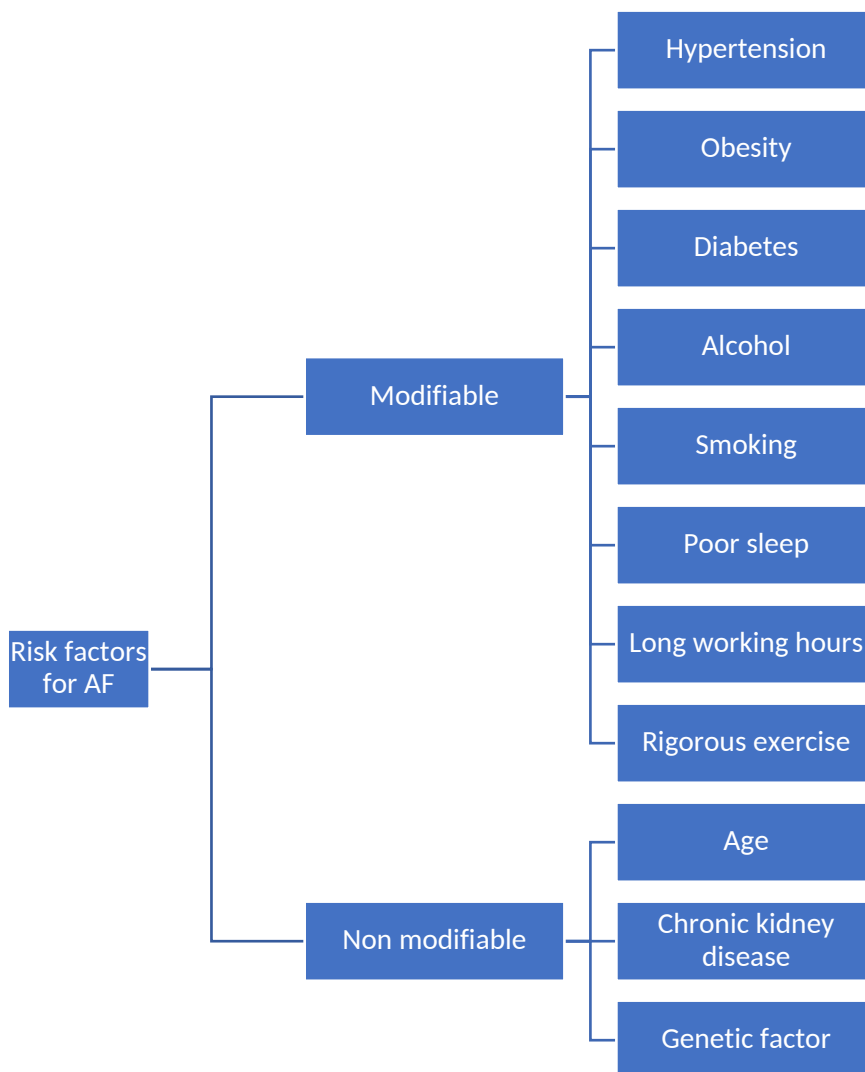 Risk factors
for AF
Modifiable
Hypertension
Obesity
Diabetes
Alcohol
Smoking
Poor sleep
Long working hours
Rigorous exercise
Non modifiable
Age
Chronic kidney
disease
Genetic factor